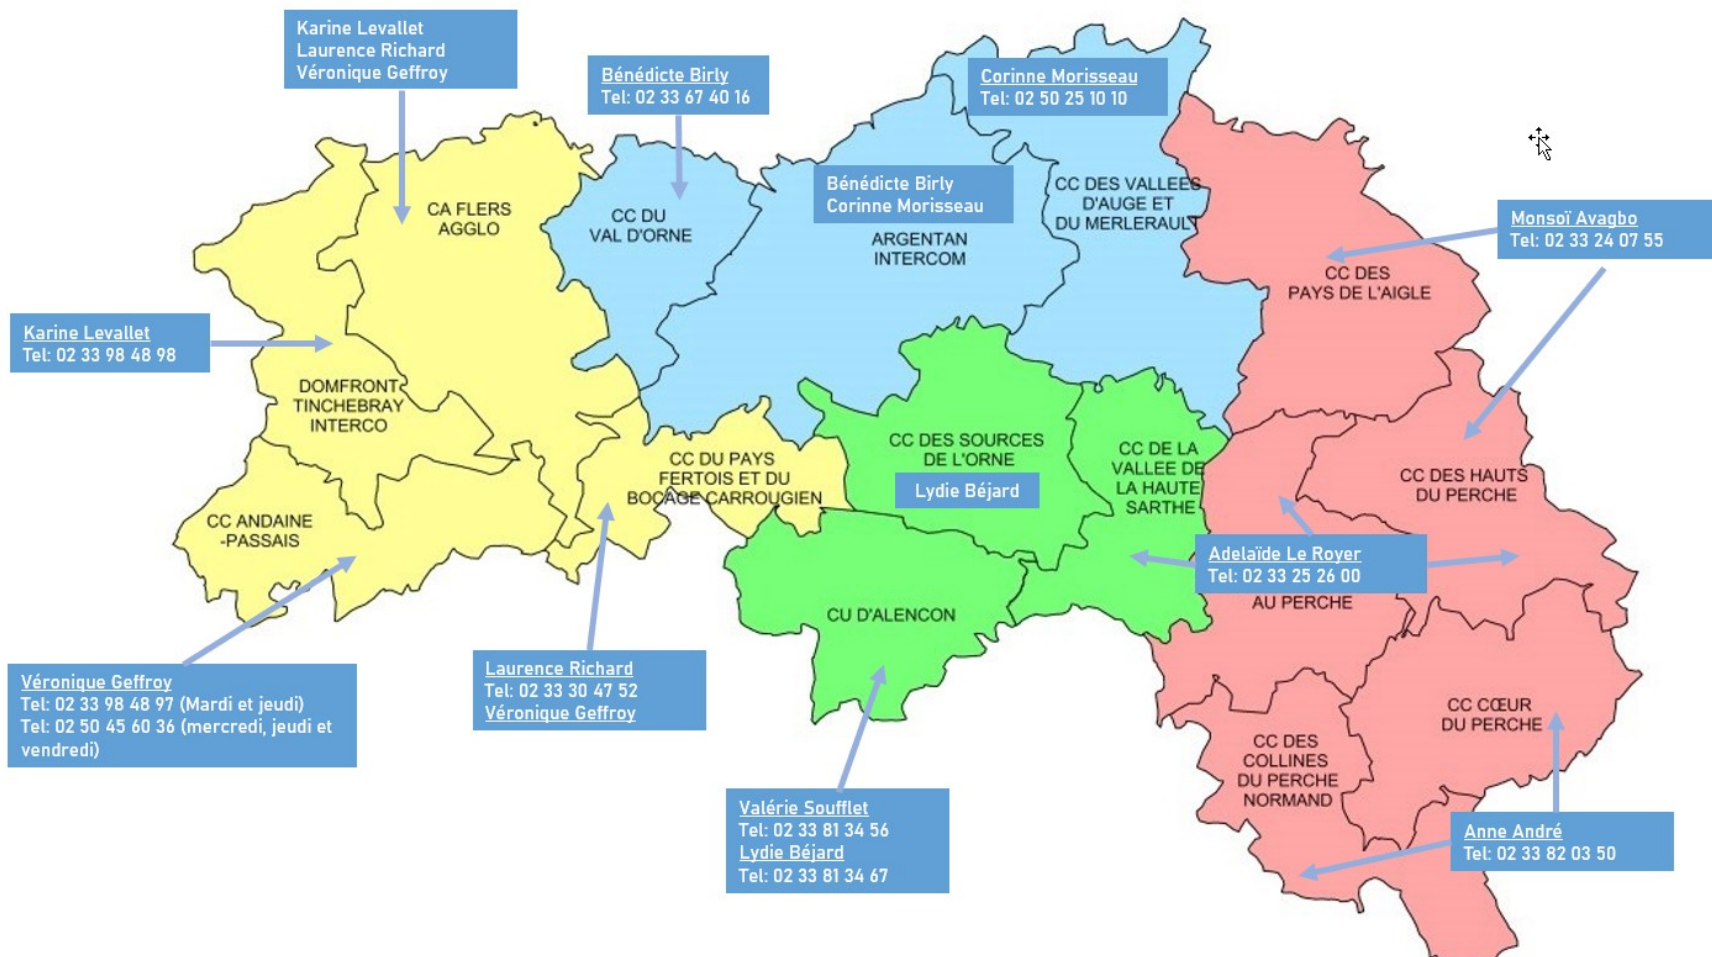 Karine Levallet
Laurence Richard
Véronique Geffroy
Bénédicte Birly
Tel: 02 33 67 40 16
Corinne Morisseau
Tel: 02 50 25 10 10
Bénédicte Birly
Corinne Morisseau
CC DES VALLEES
D'AUGE ET
DU MERLERAULT
CA FLERS
AGGLO
CC DU
VAL D'ORNE
ARGENTAN
INTERCOM
Monsoï Avagbo
Tel: 02 33 24 07 55
CC DES
PAYS DE L'AIGLE
Karine Levallet
Tel: 02 33 98 48 98
DOMFRONT
TINCHEBRAY
INTERCO
CC DES SOURCES
DE L'ORNE
Lydie Béjard
CC DE LA
VALLEE DE
LA HAUTE
SARTHE
CC DU PAYS
FERTOIS ET DU
BOCAGE CARROUGIEN
CC DES HAUTS
DU PERCHE
CC ANDAINE
-PASSAIS
Adelaïde Le Royer
Tel: 02 33 25 26 00
AU PERCHE
CU D'ALENCON
Véronique Geffroy
Tel: 02 33 98 48 97 (Mardi et jeudi)
Tel: 02 50 45 60 36 (mercredi, jeudi et
vendredi)
Laurence Richard
Tel: 02 33 30 47 52
Véronique Geffroy
CC CŒUR
DU PERCHE
CC DES
COLLINES
DU PERCHE
NORMAND
Valérie Soufflet
Tel: 02 33 81 34 56
Lydie Béjard
Tel: 02 33 81 34 67
Anne André
Tel: 02 33 82 03 50